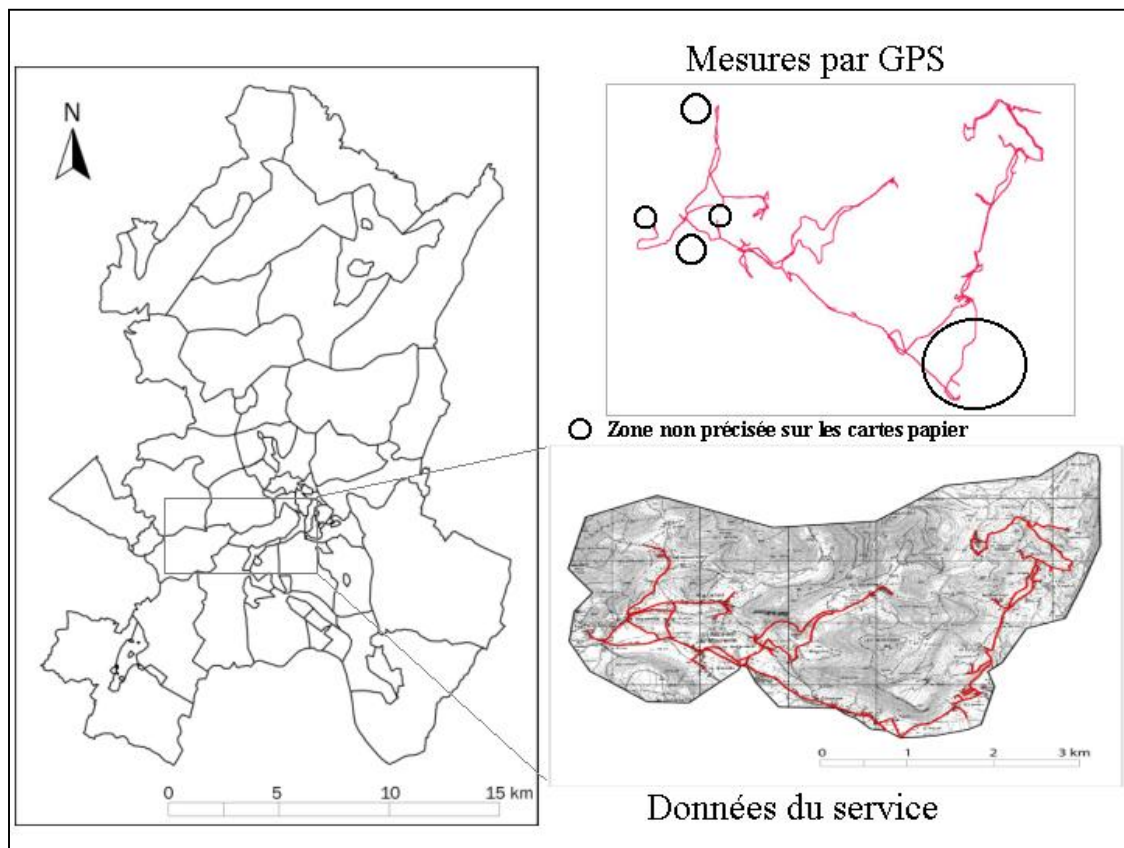 Mesures par GPS
N
Zone non précisée sur les cartes papier
0 5 10 15 km
0 1 2 3 km
Données du service